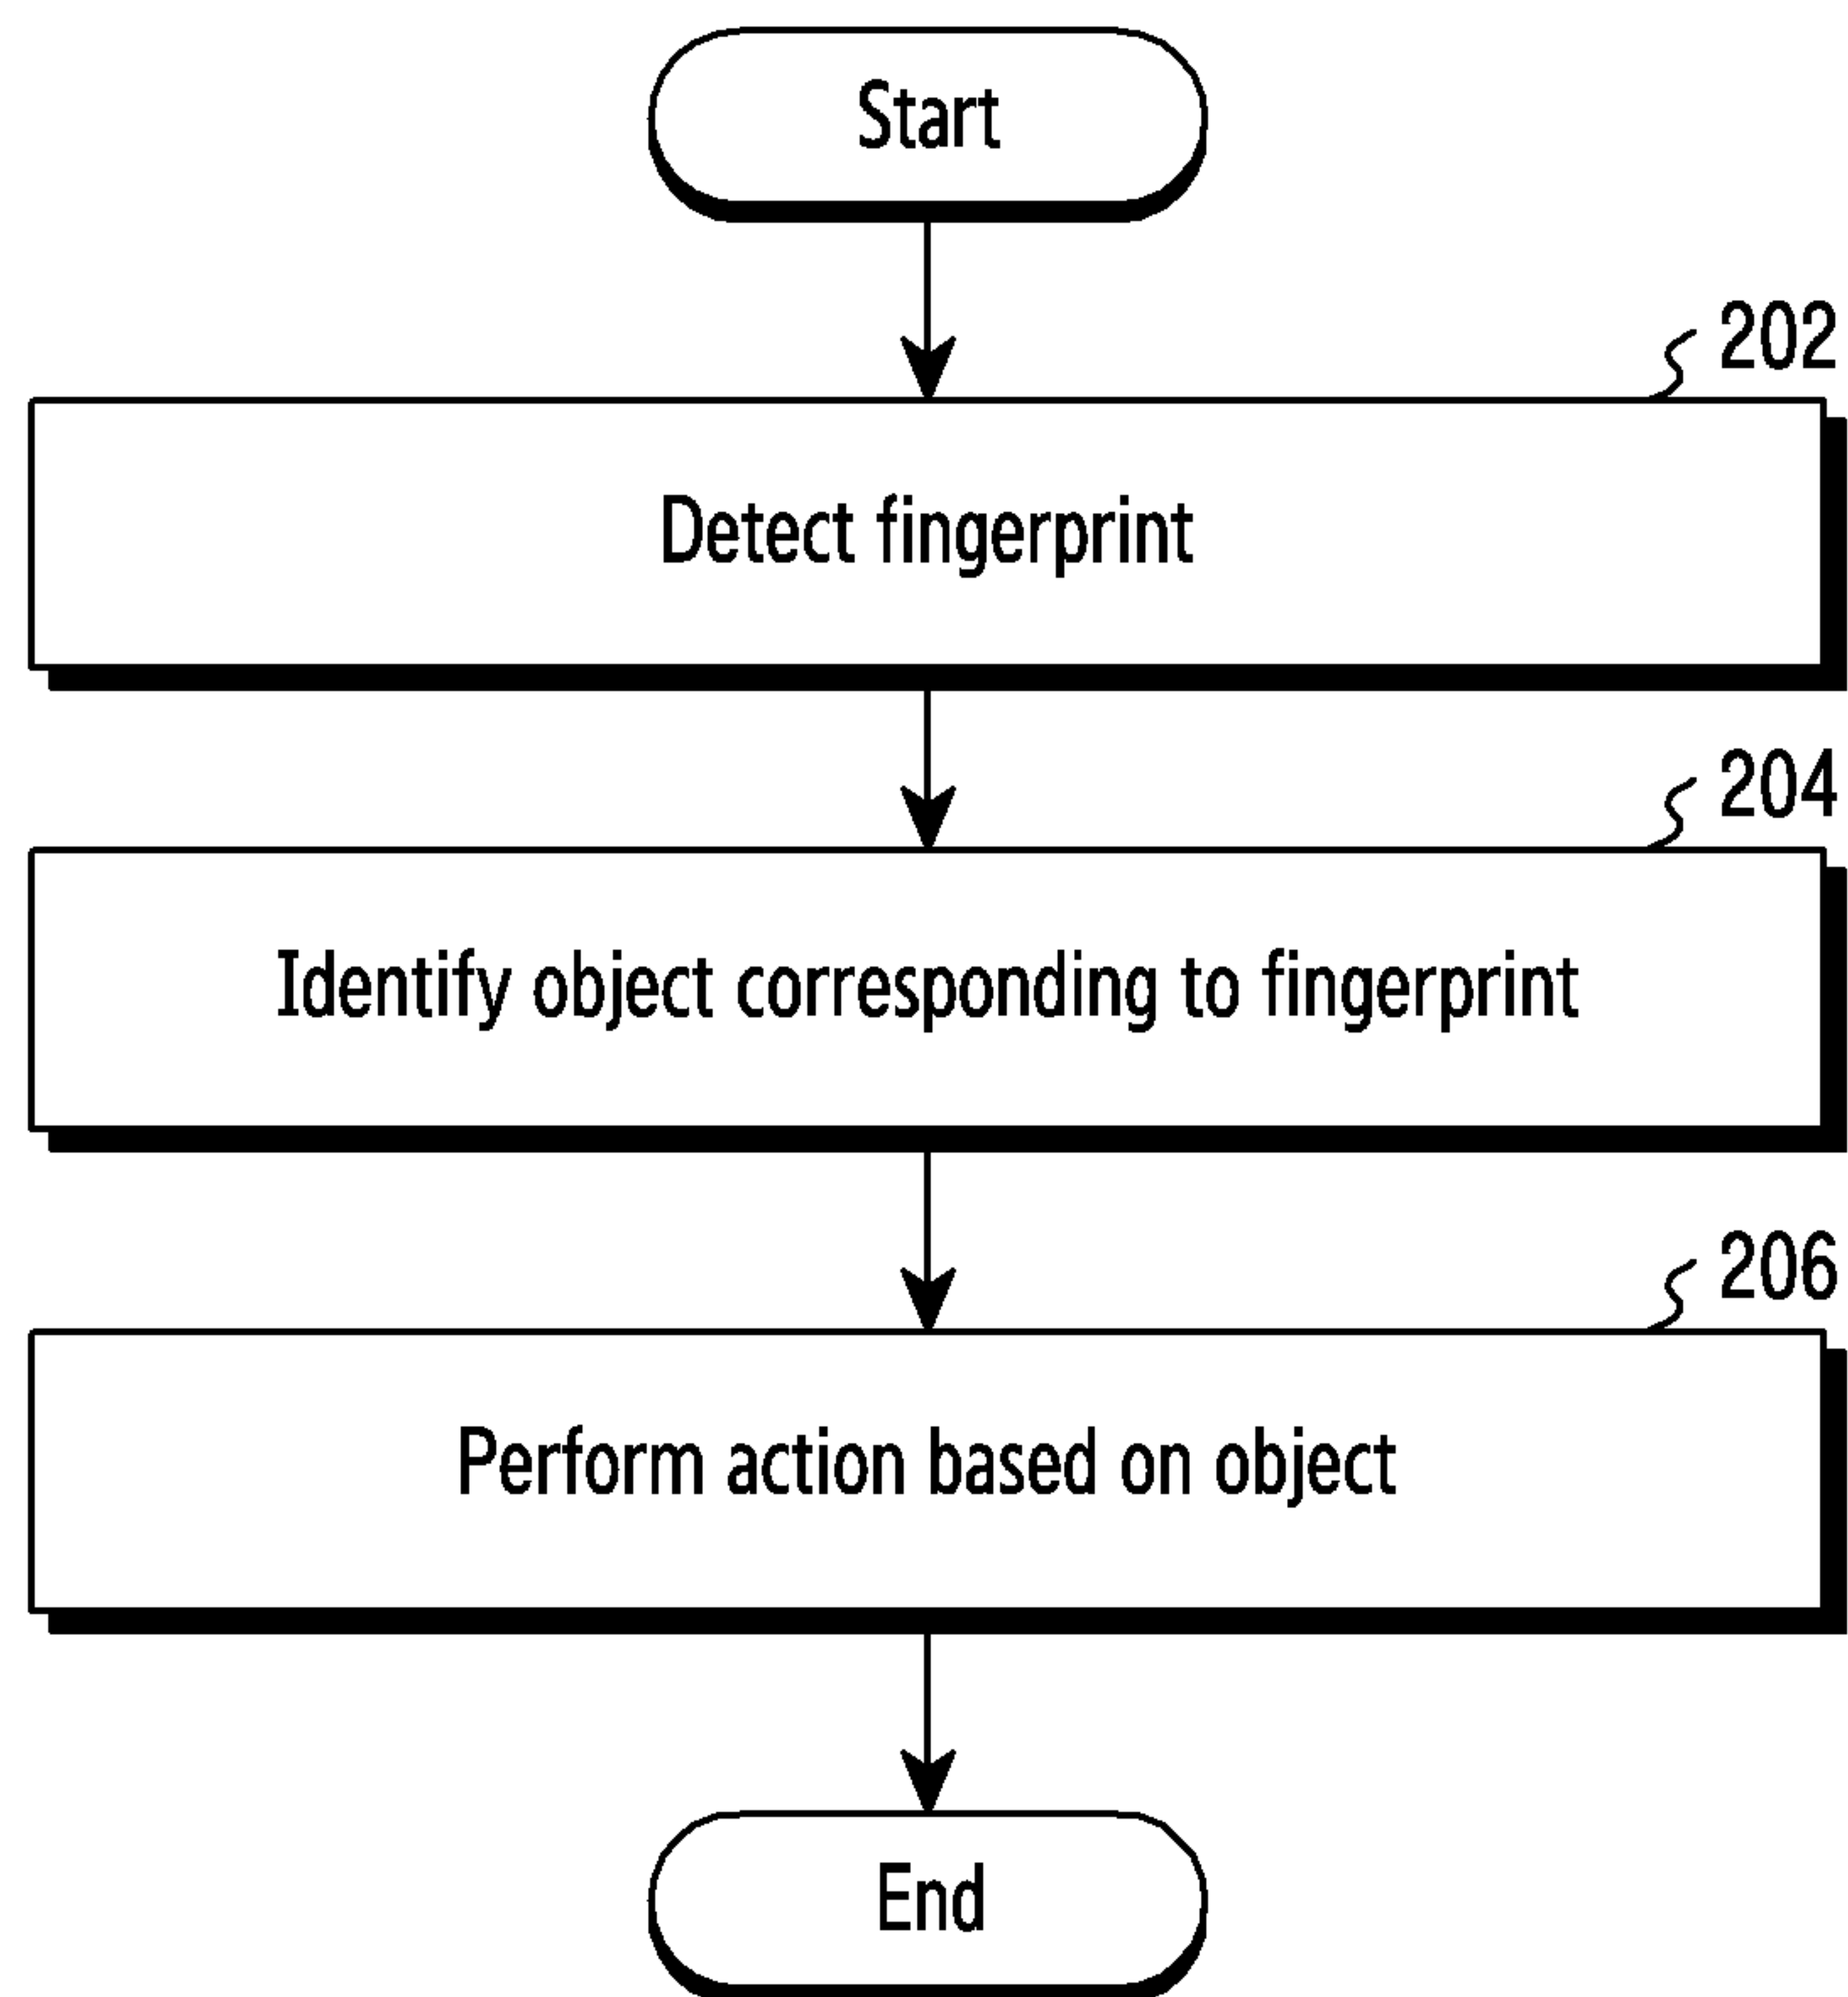 Start
202
Detect fingerprint
204
Identify object corresponding to fingerprint
206
Perform action based on object
End